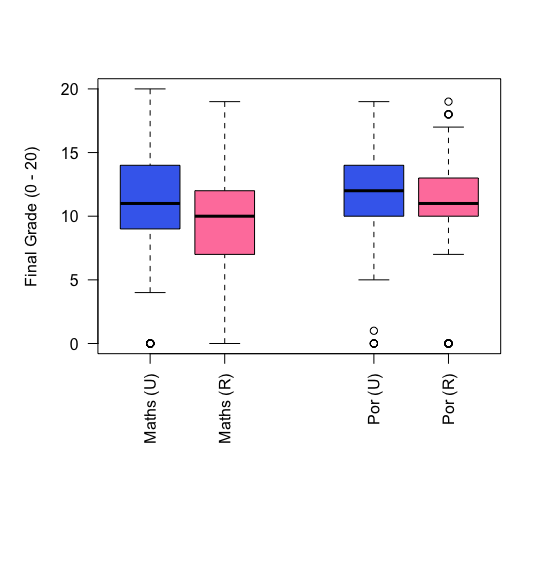 Final Grade (0 - 20)
20
15
10
5
0
Maths (U)
Maths (R)
Por (U)
Por (R)